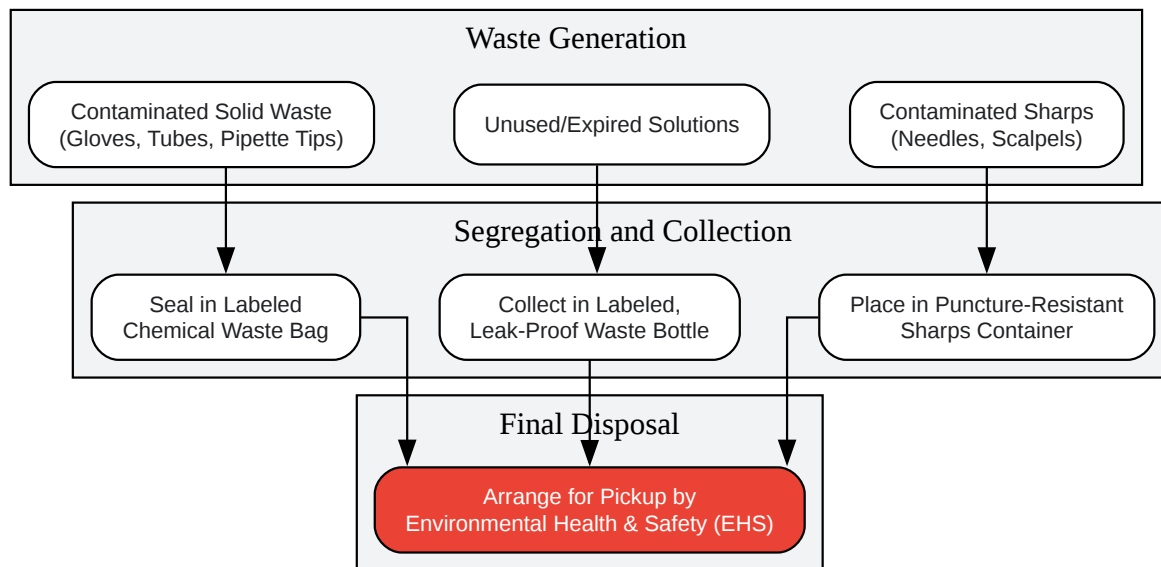 Waste Generation
Contaminated Solid Waste
(Gloves, Tubes, Pipette Tips)
Unused/Expired Solutions
Contaminated Sharps
(Needles, Scalpels)
Segregation and Collection
Seal in Labeled
Chemical Waste Bag
Collect in Labeled,
Leak-Proof Waste Bottle
Place in Puncture-Resistant
Sharps Container
Final Disposal
Arrange for Pickup by
Environmental Health & Safety (EHS)